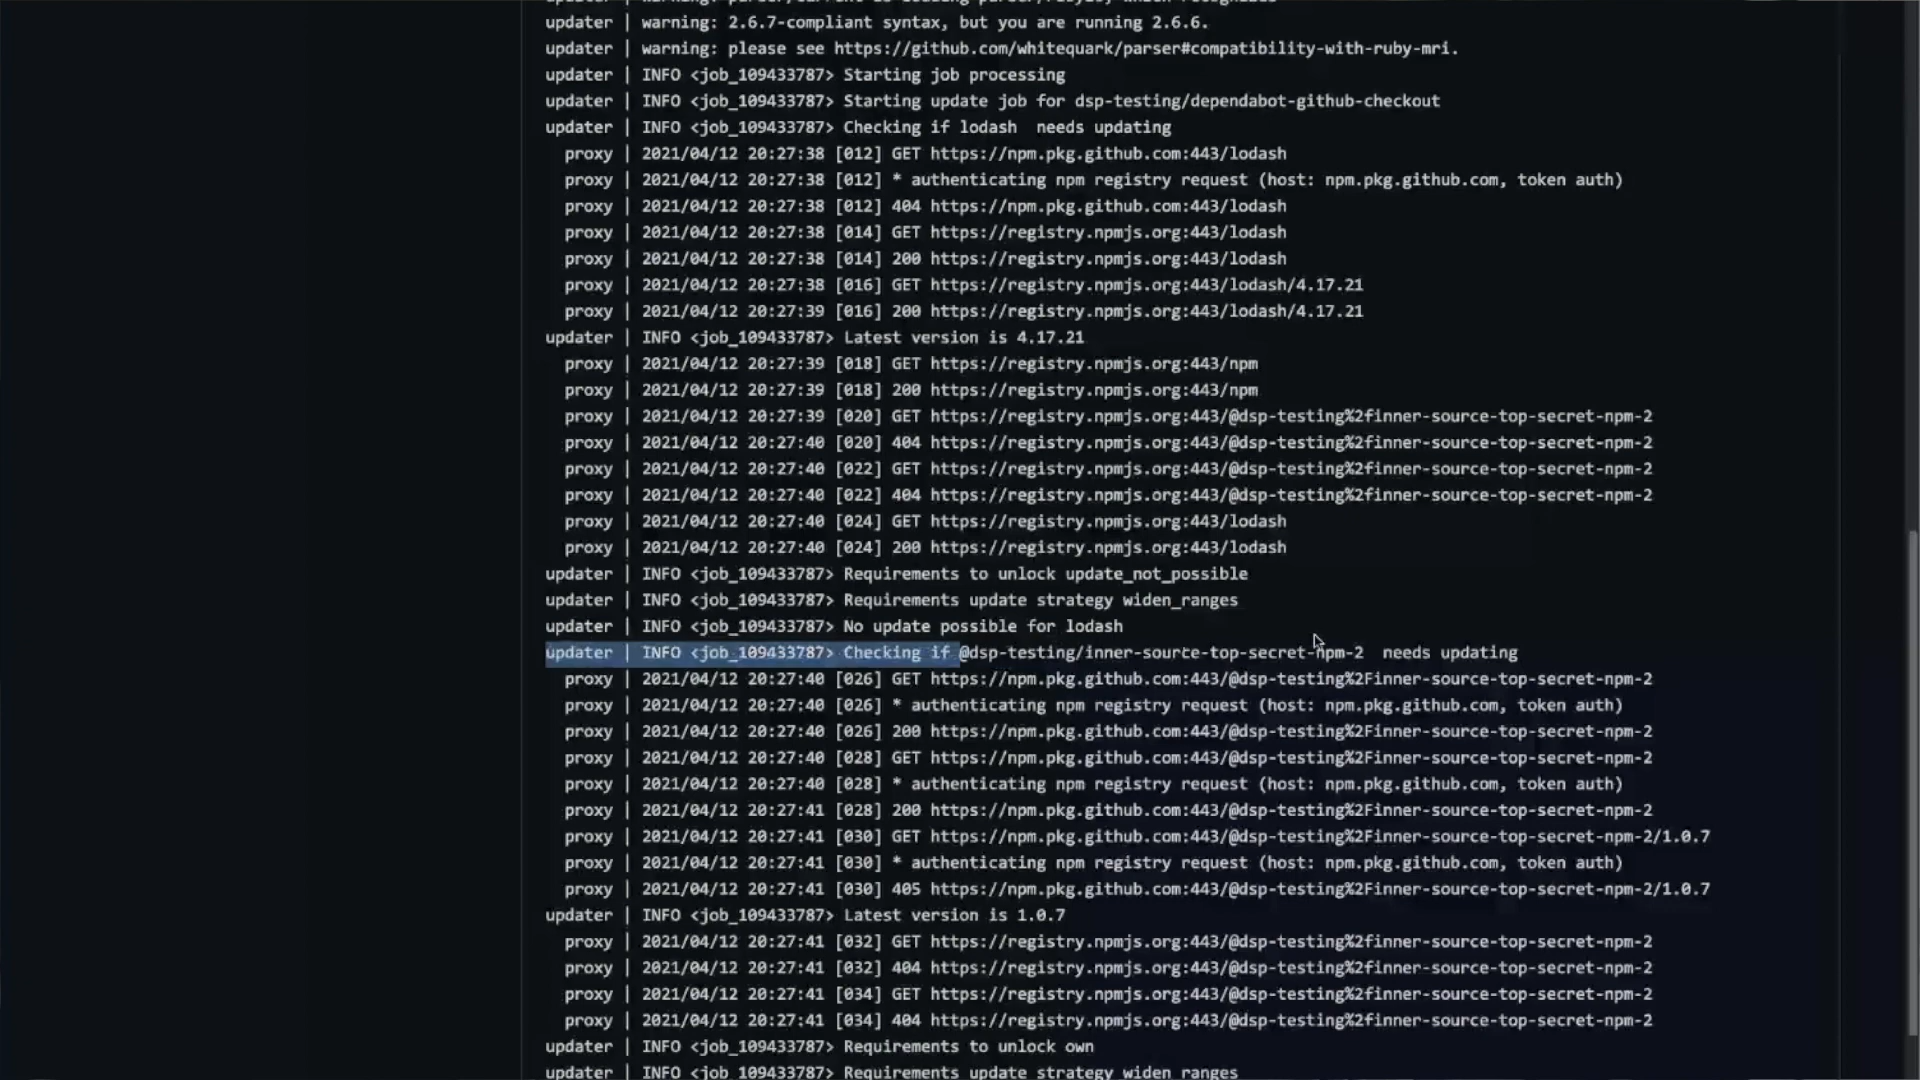 updater | warning: 2.6.7-compliant syntax, but you are running 2.6.6.
updater | warning: please see https://github.com/whitequark/parser#compatibility-with-ruby-mri.
updater | INFO <job_109433787> Starting job processing
updater | INFO <job_109433787> Starting update job for dsp-testing/dependabot-github-checkout
updater | INFO <job_109433787> Checking if lodash  needs updating
proxy | 2021/04/12 20:27:38 [012] GET https://npm.pkg.github.com:443/lodash
proxy | 2021/04/12 20:27:38 [012] * authenticating npm registry request (host: npm.pkg.github.com, token auth)
proxy | 2021/04/12 20:27:38 [012] 404 https://npm.pkg.github.com:443/lodash
proxy | 2021/04/12 20:27:38 [014] GET https://registry.npmjs.org:443/lodash
proxy | 2021/04/12 20:27:38 [014] 200 https://registry.npmjs.org:443/lodash
proxy | 2021/04/12 20:27:38 [016] GET https://registry.npmjs.org:443/lodash/4.17.21
proxy | 2021/04/12 20:27:39 [016] 200 https://registry.npmjs.org:443/lodash/4.17.21
updater | INFO <job_109433787> Latest version is 4.17.21
proxy | 2021/04/12 20:27:39 [018] GET https://registry.npmjs.org:443/npm
proxy | 2021/04/12 20:27:39 [018] 200 https://registry.npmjs.org:443/npm
proxy | 2021/04/12 20:27:39 [020] GET https://registry.npmjs.org:443/@dsp-testing%2finner-source-top-secret-npm-2
proxy | 2021/04/12 20:27:40 [020] 404 https://registry.npmjs.org:443/@dsp-testing%2finner-source-top-secret-npm-2
proxy | 2021/04/12 20:27:40 [022] GET https://registry.npmjs.org:443/@dsp-testing%2finner-source-top-secret-npm-2
proxy | 2021/04/12 20:27:40 [022] 404 https://registry.npmjs.org:443/@dsp-testing%2finner-source-top-secret-npm-2
proxy | 2021/04/12 20:27:40 [024] GET https://registry.npmjs.org:443/lodash
proxy | 2021/04/12 20:27:40 [024] 200 https://registry.npmjs.org:443/lodash
updater | INFO <job_109433787> Requirements to unlock update_not_possible
updater | INFO <job_109433787> Requirements update strategy widen_ranges
updater | INFO <job_109433787> No update possible for lodash
updater | INFO <job_109433787> Checking if @dsp-testing/inner-source-top-secret-npm-2  needs updating
proxy | 2021/04/12 20:27:40 [026] GET https://npm.pkg.github.com:443/@dsp-testing%2Finner-source-top-secret-npm-2
proxy | 2021/04/12 20:27:40 [026] * authenticating npm registry request (host: npm.pkg.github.com, token auth)
proxy | 2021/04/12 20:27:40 [026] 200 https://npm.pkg.github.com:443/@dsp-testing%2Finner-source-top-secret-npm-2
proxy | 2021/04/12 20:27:40 [028] GET https://npm.pkg.github.com:443/@dsp-testing%2Finner-source-top-secret-npm-2
proxy | 2021/04/12 20:27:40 [028] * authenticating npm registry request (host: npm.pkg.github.com, token auth)
proxy | 2021/04/12 20:27:41 [028] 200 https://npm.pkg.github.com:443/@dsp-testing%2Finner-source-top-secret-npm-2
proxy | 2021/04/12 20:27:41 [030] GET https://npm.pkg.github.com:443/@dsp-testing%2Finner-source-top-secret-npm-2/1.0.7
proxy | 2021/04/12 20:27:41 [030] * authenticating npm registry request (host: npm.pkg.github.com, token auth)
proxy | 2021/04/12 20:27:41 [030] 405 https://npm.pkg.github.com:443/@dsp-testing%2Finner-source-top-secret-npm-2/1.0.7
updater | INFO <job_109433787> Latest version is 1.0.7
proxy | 2021/04/12 20:27:41 [032] GET https://registry.npmjs.org:443/@dsp-testing%2finner-source-top-secret-npm-2
proxy | 2021/04/12 20:27:41 [032] 404 https://registry.npmjs.org:443/@dsp-testing%2finner-source-top-secret-npm-2
proxy | 2021/04/12 20:27:41 [034] GET https://registry.npmjs.org:443/@dsp-testing%2finner-source-top-secret-npm-2
proxy | 2021/04/12 20:27:41 [034] 404 https://registry.npmjs.org:443/@dsp-testing%2finner-source-top-secret-npm-2
updater | INFO <job_109433787> Requirements to unlock own
updater | INFO <job_109433787> Requirements update strategy widen_ranges